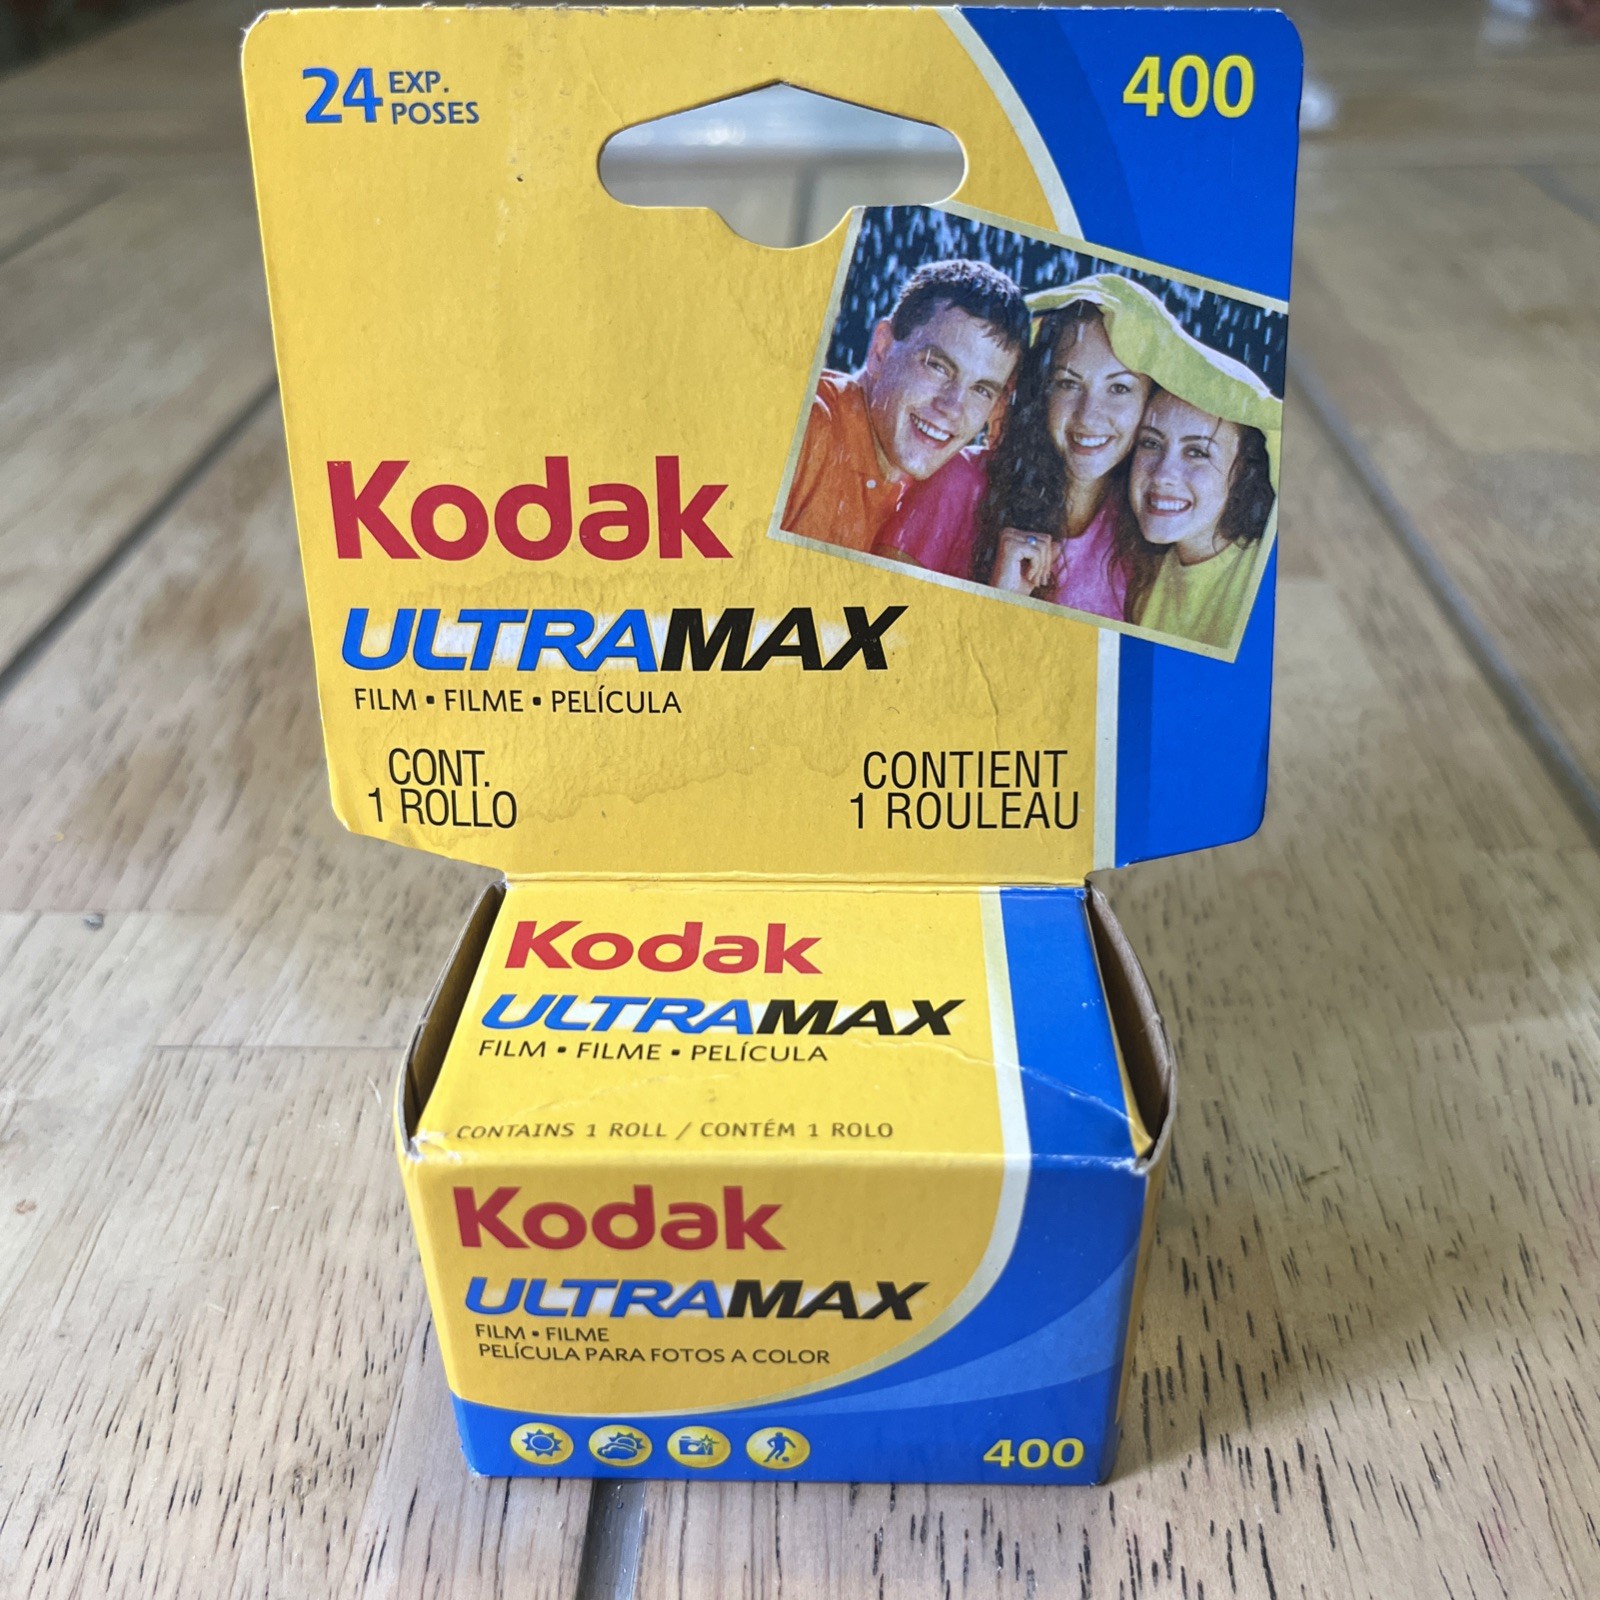 24 EXP.
POSES
400
Kodak
ULTRAMAX
FILM • FILME • PELÍCULA
CONT.
1 ROLLO
CONTIENT
1 ROULEAU
Kodak
ULTRAMAX
FILM • FILME • PELÍCULA
CONTAINS 1 ROLL / CONTÉM 1 ROLO
Kodak
ULTRAMAX
FILM • FILME
PELÍCULA PARA FOTOS A COLOR
400